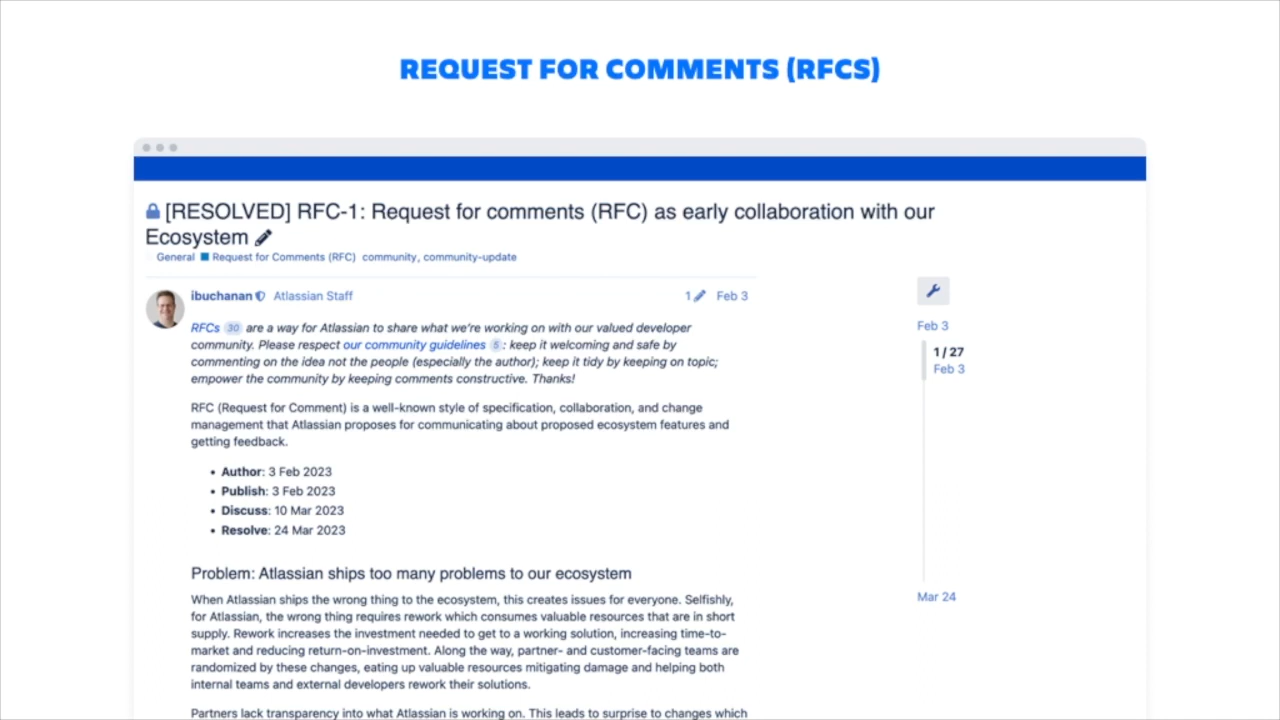 REQUEST FOR COMMENTS (RFCS)
[RESOLVED] RFC-1: Request for comments (RFC) as early collaboration with our
Ecosystem
General Request for Comments (RFC) community, community-update
ibuchanan Atlassian Staff 1 Feb 3
RFCs 30 are a way for Atlassian to share what we're working on with our valued developer
community. Please respect our community guidelines 5: keep it welcoming and safe by
commenting on the idea not the people (especially the author); keep it tidy by keeping on topic;
empower the community by keeping comments constructive. Thanks!
RFC (Request for Comment) is a well-known style of specification, collaboration, and change
management that Atlassian proposes for communicating about proposed ecosystem features and
getting feedback.
• Author: 3 Feb 2023
• Publish: 3 Feb 2023
• Discuss: 10 Mar 2023
• Resolve: 24 Mar 2023
Problem: Atlassian ships too many problems to our ecosystem
When Atlassian ships the wrong thing to the ecosystem, this creates issues for everyone. Selfishly,
for Atlassian, the wrong thing requires rework which consumes valuable resources that are in short
supply. Rework increases the investment needed to get to a working solution, increasing time-to-
market and reducing return-on-investment. Along the way, partner- and customer-facing teams are
randomized by these changes, eating up valuable resources mitigating damage and helping both
internal teams and external developers rework their solutions.
Partners lack transparency into what Atlassian is working on. This leads to surprise to changes which
Feb 3
1 / 27
Feb 3
Mar 24